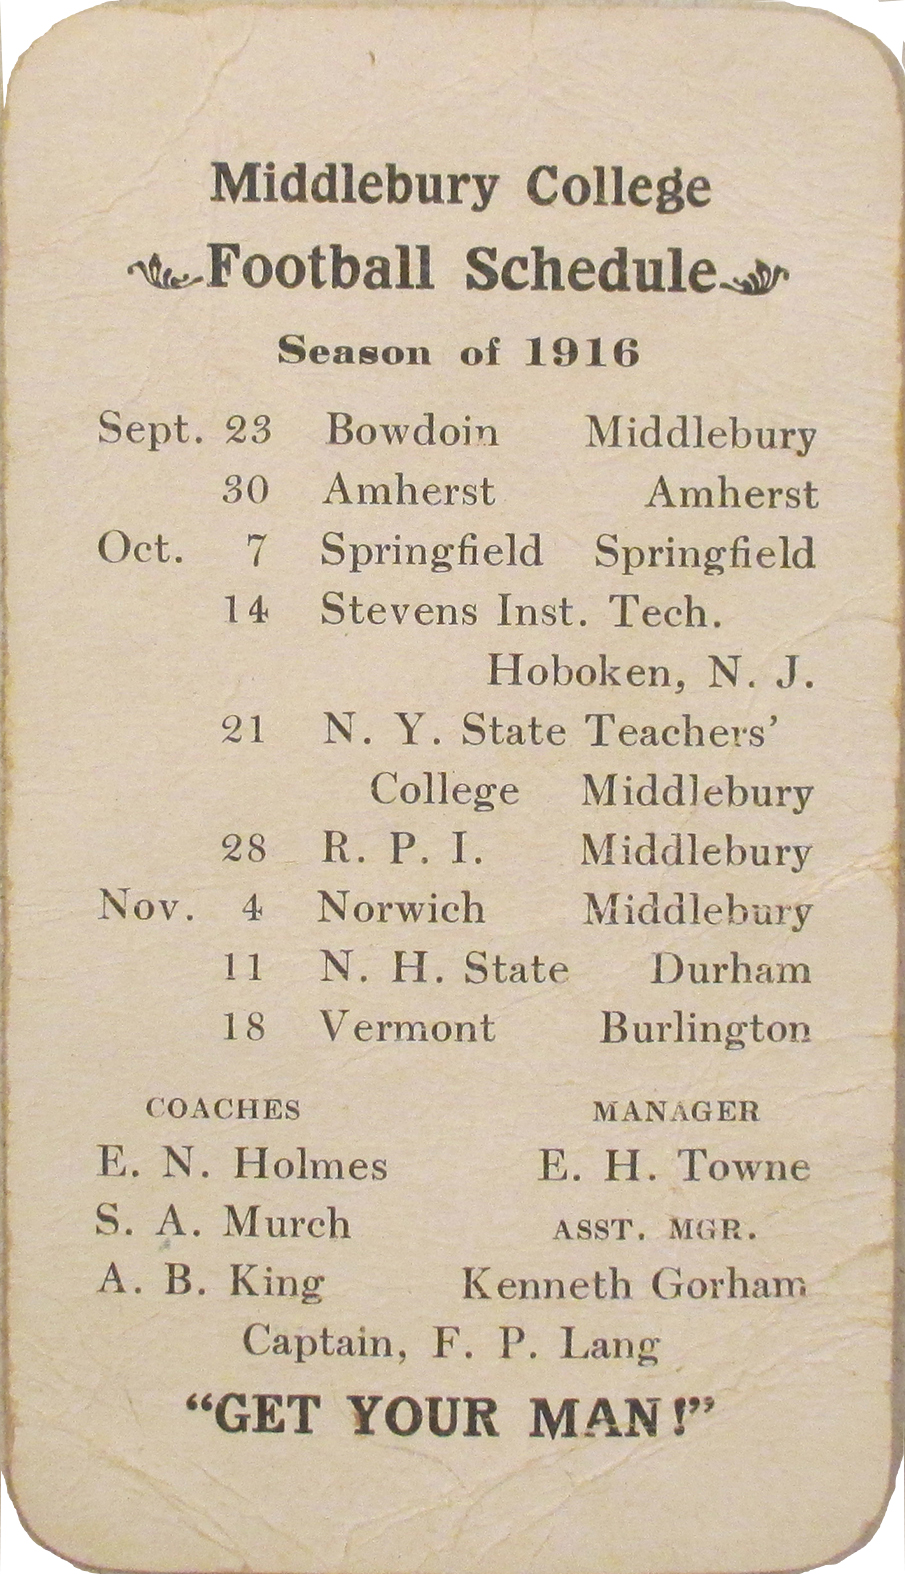 Middlebury College
Football Schedule
Season of 1916
Sept. 23 Bowdoin Middlebury
30 Amherst Amherst
Oct. 7 Springfield Springfield
14 Stevens Inst. Tech.
Hoboken, N. J.
21 N. Y. State Teachers’
College Middlebury
28 R. P. I. Middlebury
Nov. 4 Norwich Middlebury
11 N. H. State Durham
18 Vermont Burlington
COACHES MANAGER
E. N. Holmes E. H. Towne
S. A. Murch ASST. MGR.
A. B. King Kenneth Gorham
Captain, F. P. Lang
“GET YOUR MAN!”